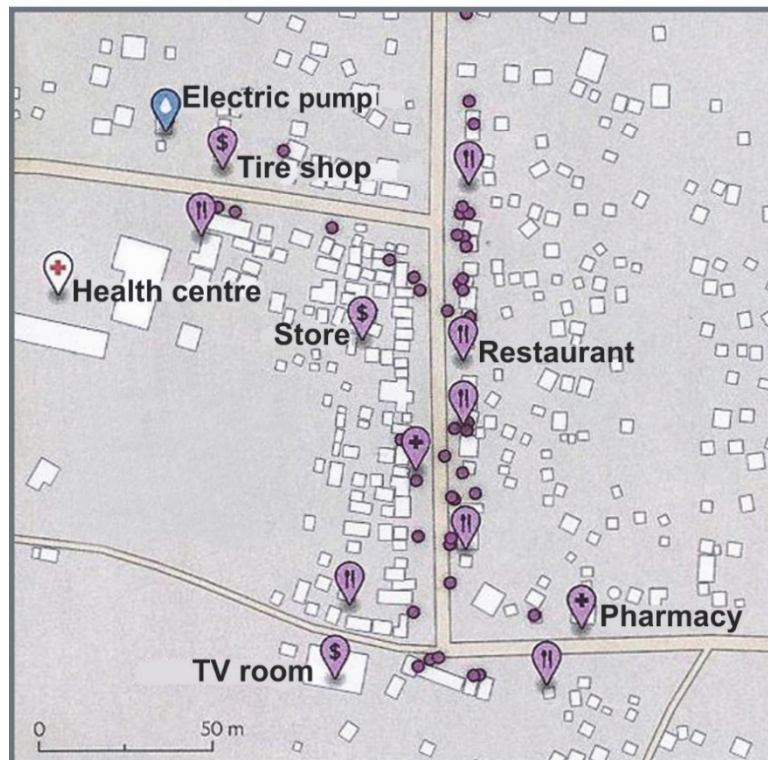 Electric pump
$
Tire shop
Health centre
$
Store
Restaurant
Pharmacy
$
TV room
0 50 m